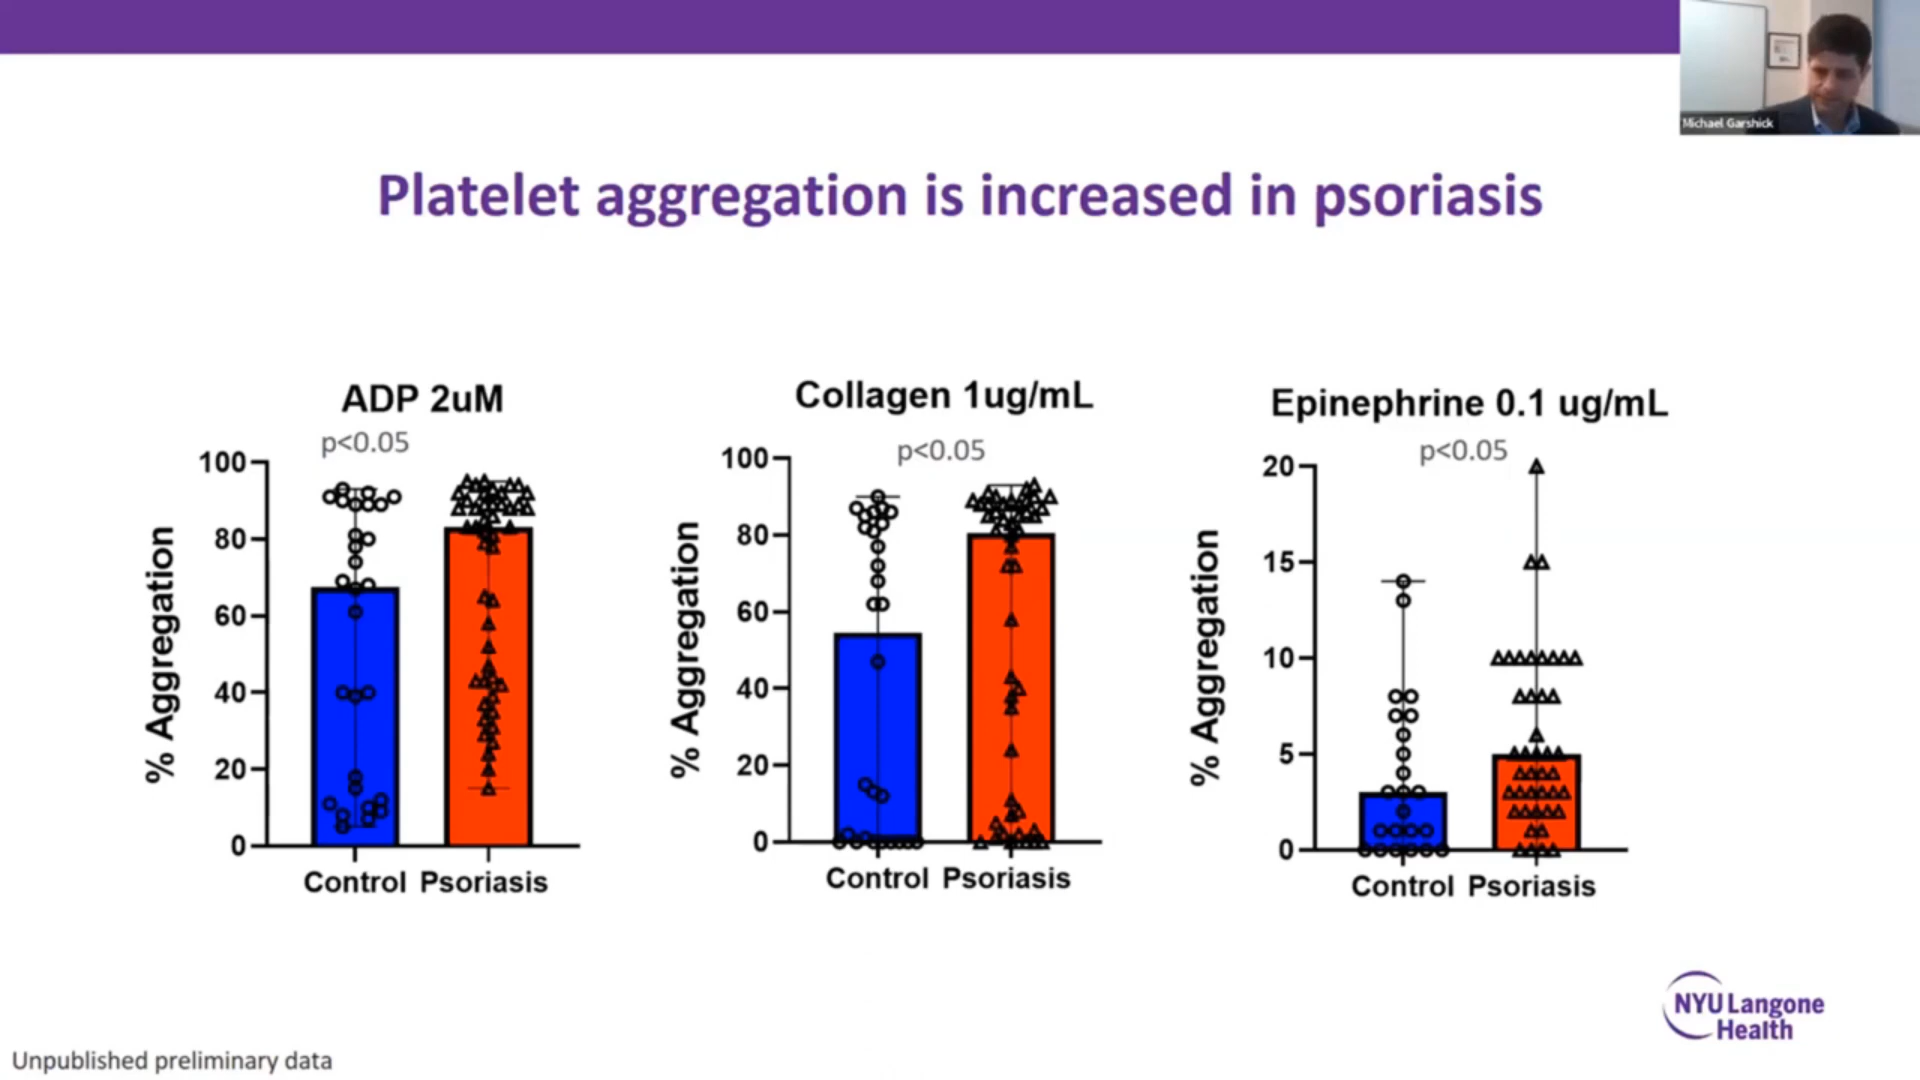 Michael Garshick
Platelet aggregation is increased in psoriasis
ADP 2uM
p<0.05
% Aggregation
100
80
60
40
20
0
Control Psoriasis
Collagen 1ug/mL
p<0.05
% Aggregation
100
80
60
40
20
0
Control Psoriasis
Epinephrine 0.1 ug/mL
p<0.05
% Aggregation
20
15
10
5
0
Control Psoriasis
NYU Langone
Health
Unpublished preliminary data